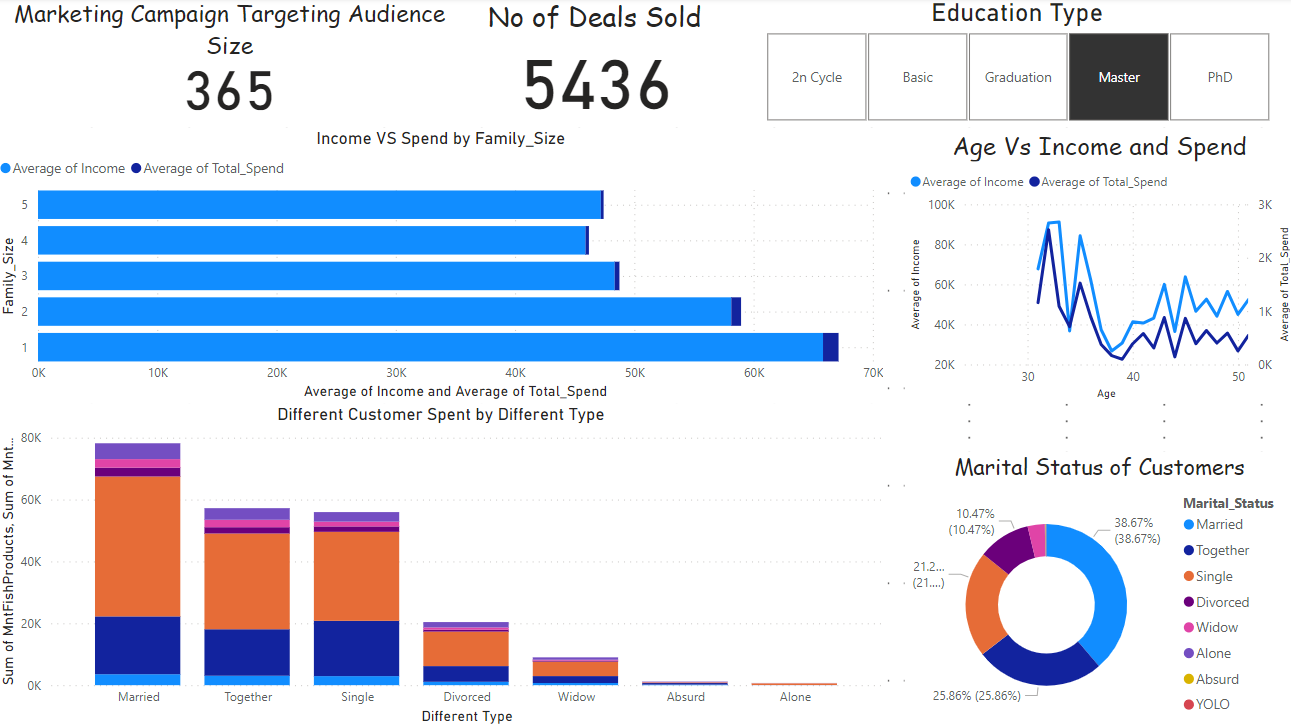 Marketing Campaign Targeting Audience
Size
365
No of Deals Sold
5436
Education Type
2n Cycle
Basic
Graduation
Master
PhD
Income VS Spend by Family_Size
Average of Income
Average of Total_Spend
Family_Size
5
4
3
2
1
0K
10K
20K
30K
40K
50K
60K
70K
Average of Income and Average of Total_Spend
Age Vs Income and Spend
Average of Income
Average of Total_Spend
Average of Income
100K
80K
60K
40K
20K
3K
2K
1K
0K
Average of Total_Spend
30
40
50
Age
Different Customer Spent by Different Type
Sum of MntFishProducts, Sum of Mnt...
80K
60K
40K
20K
0K
Married
Together
Single
Divorced
Widow
Absurd
Alone
Different Type
Marital Status of Customers
38.67%
(38.67%)
25.86% (25.86%)
21.2...
(21....)
10.47%
(10.47%)
Marital_Status
Married
Together
Single
Divorced
Widow
Alone
Absurd
YOLO